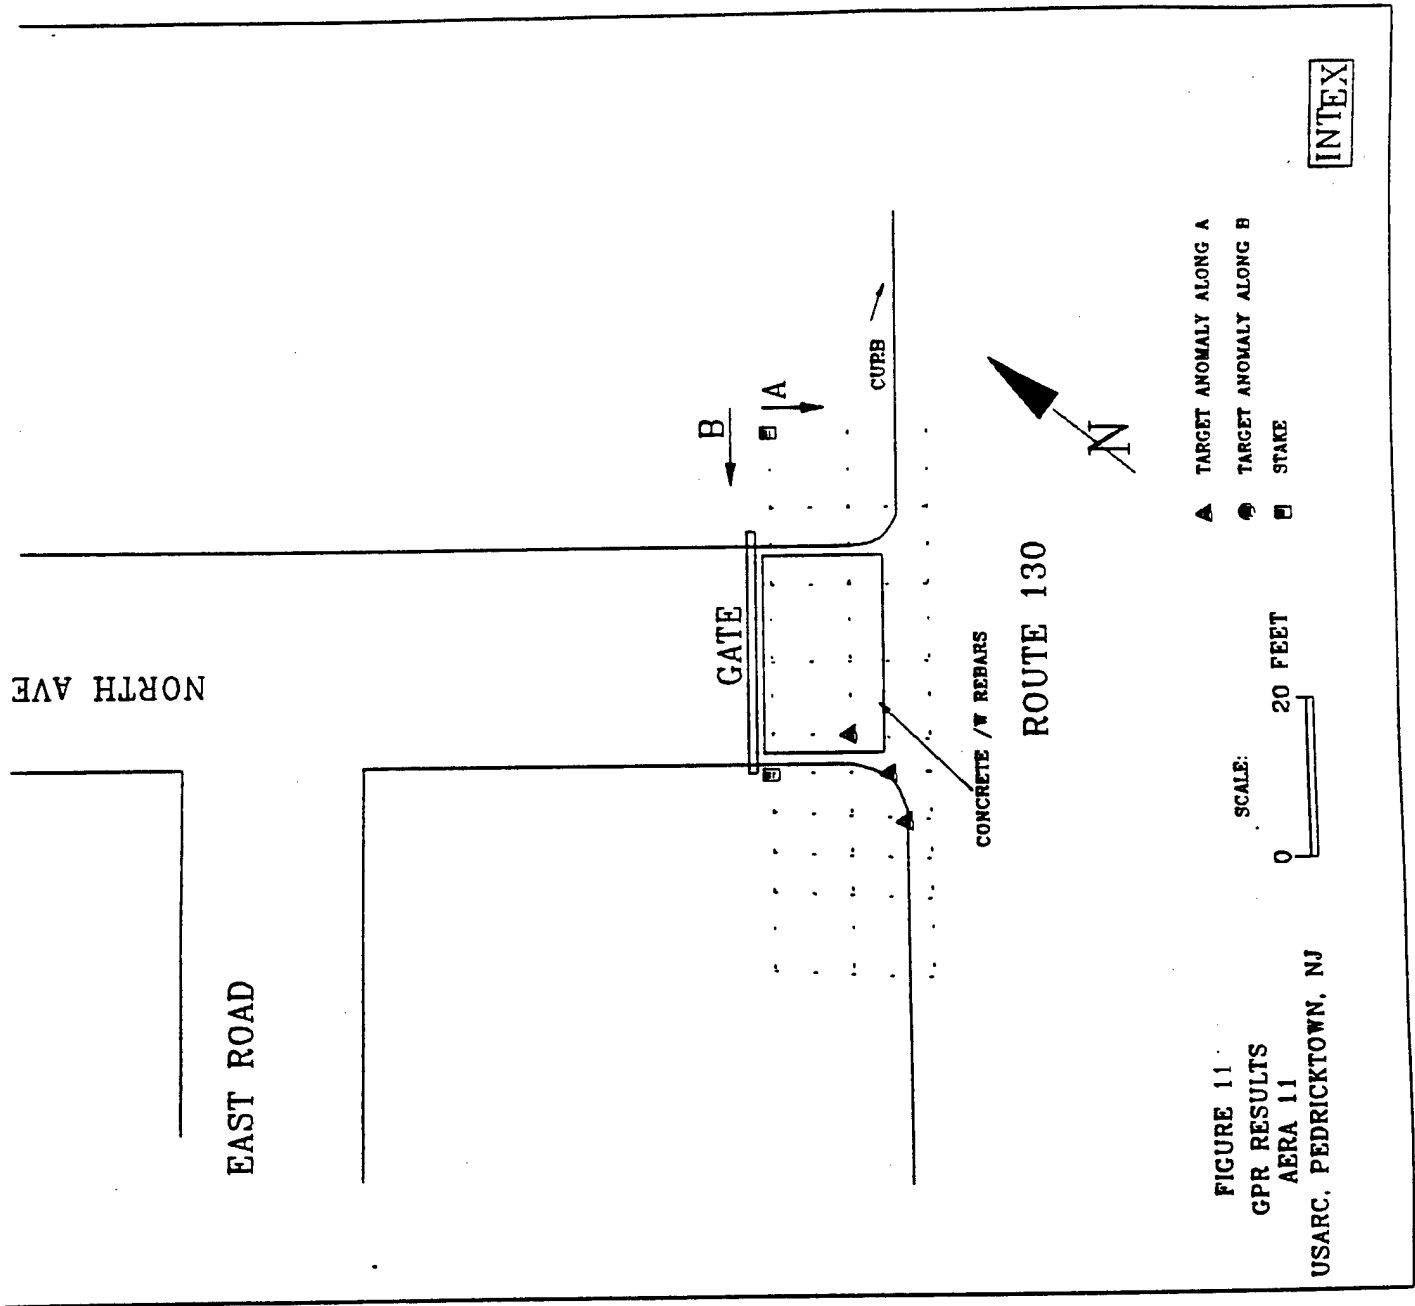 NORTH AVE
EAST ROAD
GATE
B
A
CURB
CONCRETE /W REBARS
ROUTE 130
N
TARGET ANOMALY ALONG A
TARGET ANOMALY ALONG B
STAKE
SCALE:
0 20 FEET
FIGURE 11
GPR RESULTS
AERA 11
USARC, PEDRICKTOWN, NJ
INTEX